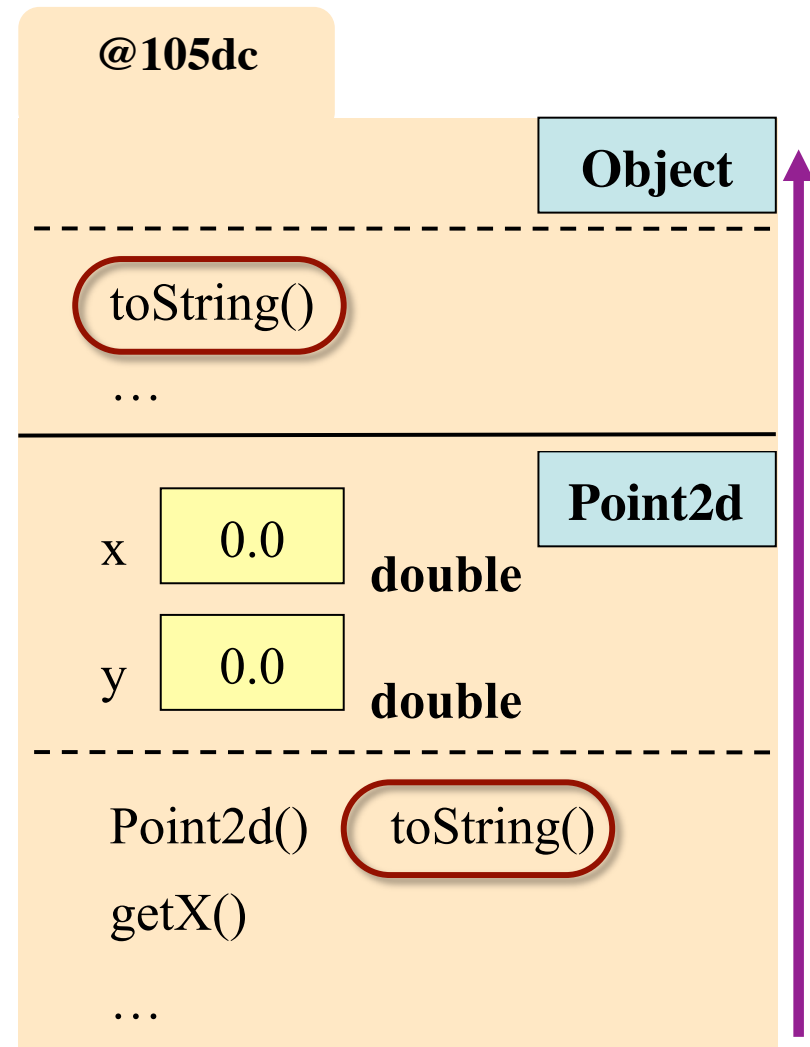 @105dc
Object
toString()
…
Point2d
x 0.0 double
y 0.0 double
Point2d() toString()
getX()
…